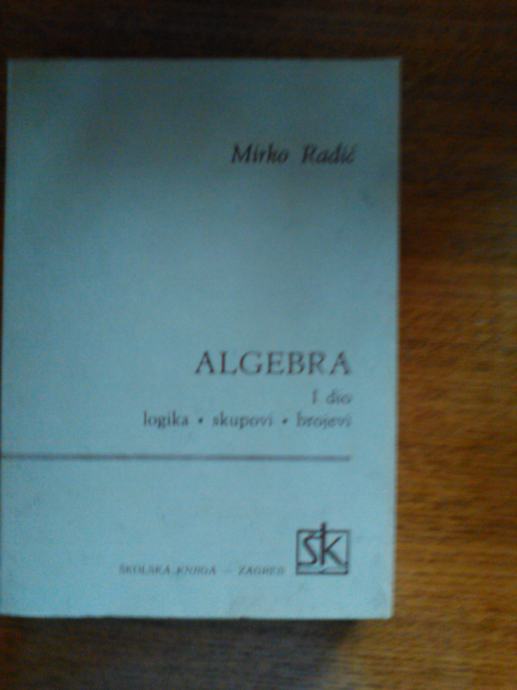 Mirko Radić
ALGEBRA
I dio
logika • skupovi • brojevi
ŠKOLSKA KNJIGA — ZAGREB
ŠK